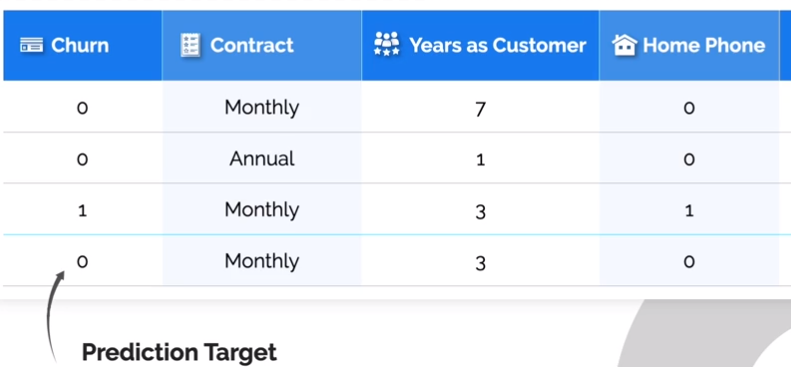 Churn Contract Years as Customer Home Phone
0 Monthly 7 0
0 Annual 1 0
1 Monthly 3 1
0 Monthly 3 0
Prediction Target